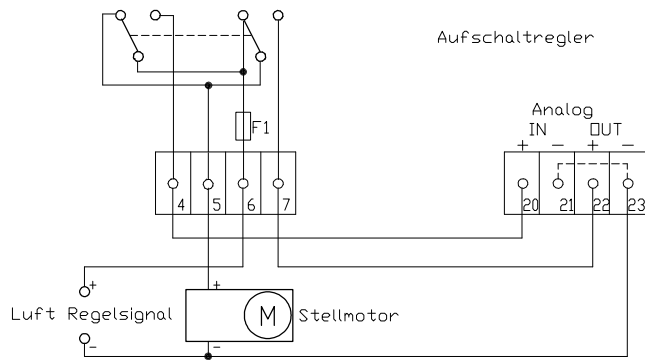 Aufschaltregler
Analog
IN OUT
+ − + −
F1
4 5 6 7
20 21 22 23
+ +
Luft Regelsignal M Stellmotor
− −